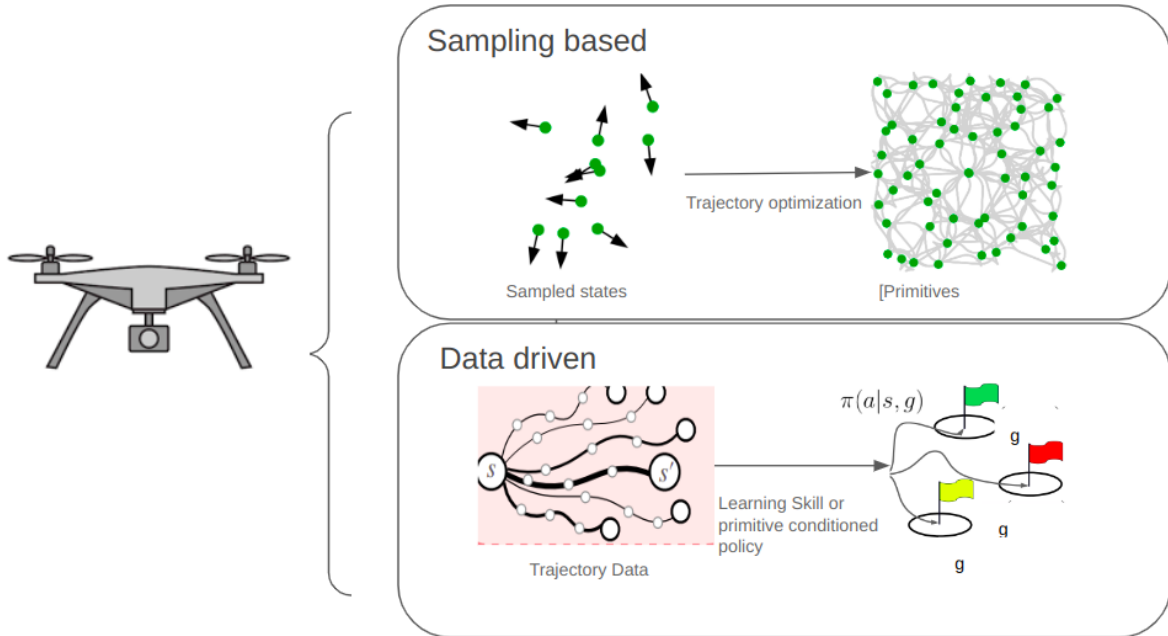 Sampling based
Trajectory optimization
Sampled states
[Primitives
Data driven
π(a|s, g)
g
s
s'
g
Learning Skill or
primitive conditioned
policy
Trajectory Data
g